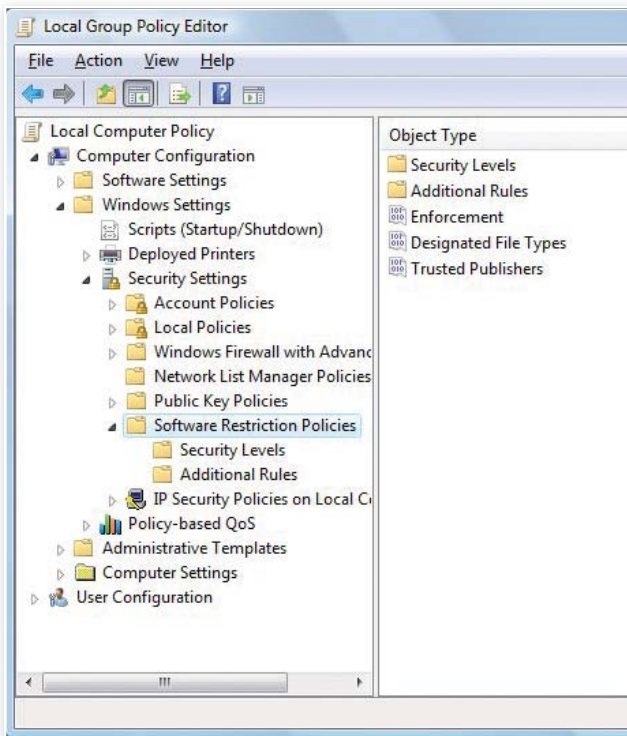 Local Group Policy Editor
File Action View Help
Local Computer Policy
Computer Configuration
Software Settings
Windows Settings
Scripts (Startup/Shutdown)
Deployed Printers
Security Settings
Account Policies
Local Policies
Windows Firewall with Advanc
Network List Manager Policies
Public Key Policies
Software Restriction Policies
Security Levels
Additional Rules
IP Security Policies on Local Co
Policy-based QoS
Administrative Templates
Computer Settings
User Configuration
Object Type
Security Levels
Additional Rules
Enforcement
Designated File Types
Trusted Publishers